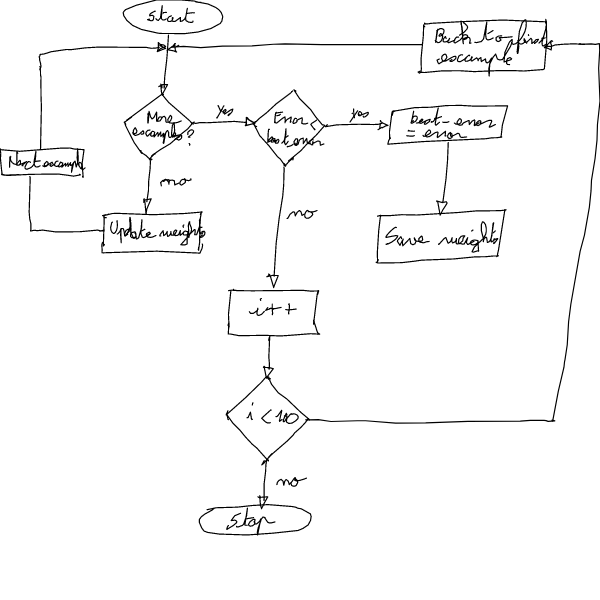 Start
Back to first
example
More
examples?
yes
Error <
best error
yes
best-error
= error
Next example
no
Update weights
no
Save weights
i++
i < 100
no
Stop